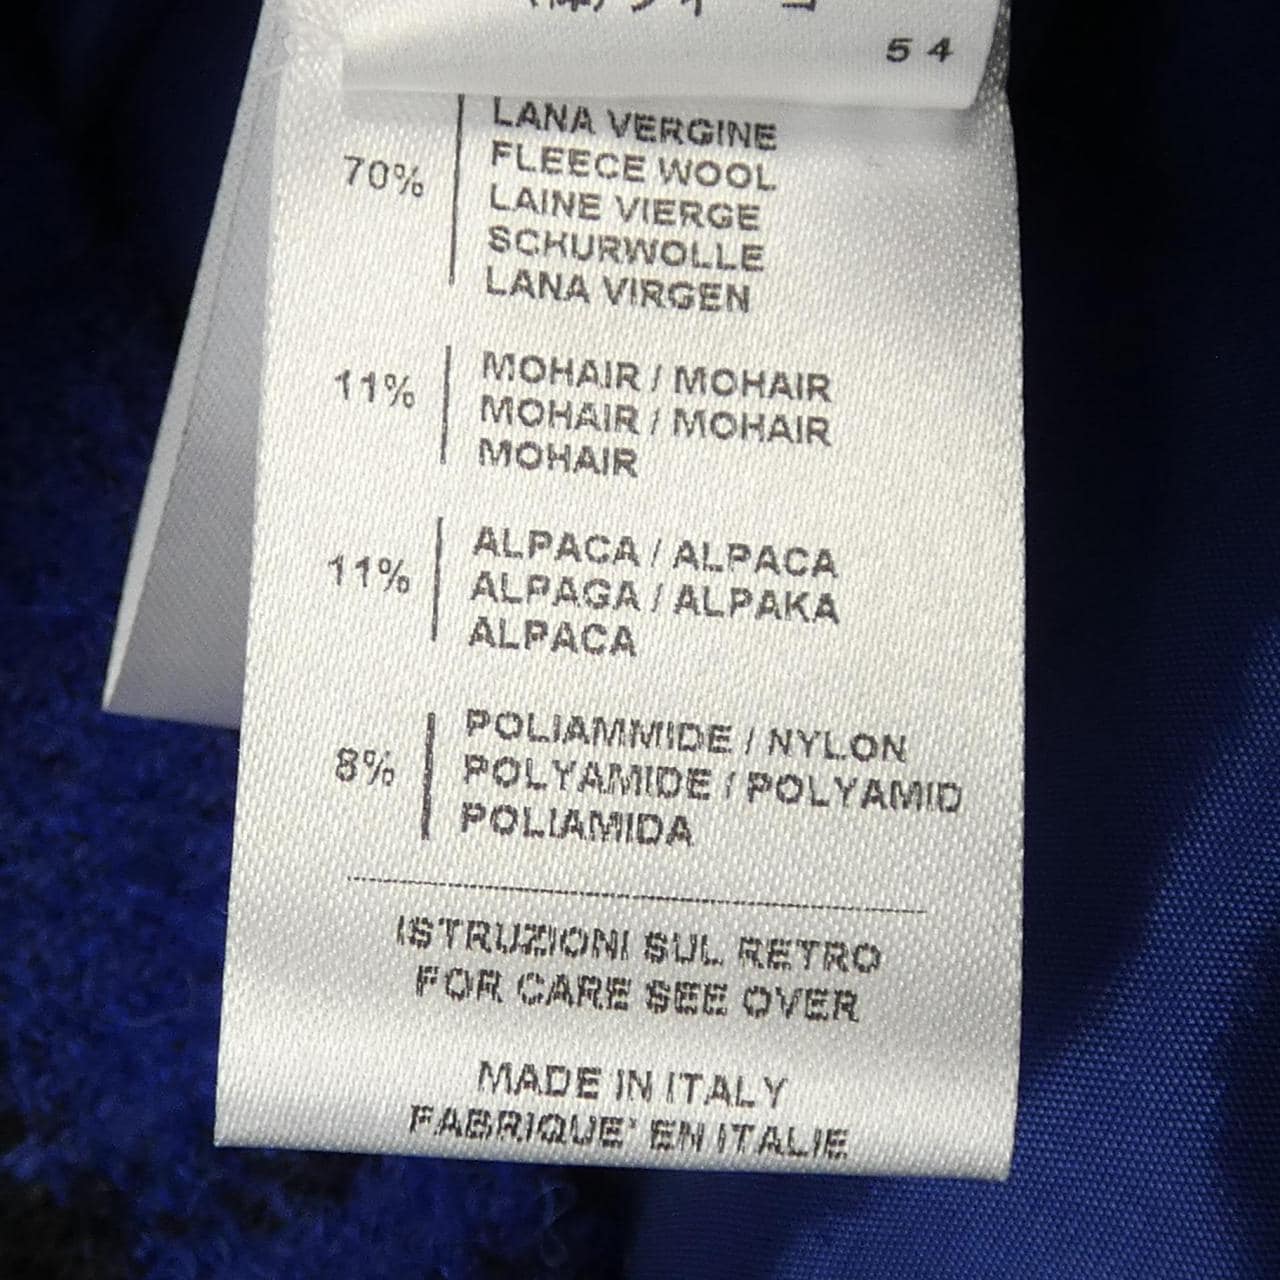 54
LANA VERGINE
70% FLEECE WOOL
LAINE VIERGE
SCHURWOLLE
LANA VIRGEN
11% MOHAIR / MOHAIR
MOHAIR / MOHAIR
MOHAIR
11% ALPACA / ALPACA
ALPAGA / ALPAKA
ALPACA
8% POLIAMMIDE / NYLON
POLYAMIDE / POLYAMID
POLIAMIDA
ISTRUZIONI SUL RETRO
FOR CARE SEE OVER
MADE IN ITALY
FABRIQUE' EN ITALIE